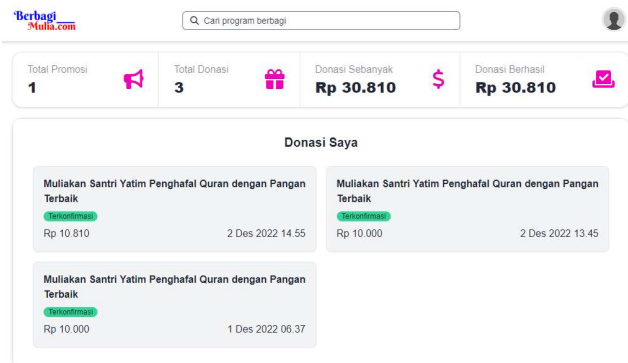 Berbagi
Mulia.com
Cari program berbagi
Total Promosi
1
Total Donasi
3
Donasi Sebanyak
Rp 30.810
$
Donasi Berhasil
Rp 30.810
Donasi Saya
Muliakan Santri Yatim Penghafal Quran dengan Pangan
Terbaik
Terkonfirmasi
Rp 10.810 2 Des 2022 14.55
Muliakan Santri Yatim Penghafal Quran dengan Pangan
Terbaik
Terkonfirmasi
Rp 10.000 2 Des 2022 13.45
Muliakan Santri Yatim Penghafal Quran dengan Pangan
Terbaik
Terkonfirmasi
Rp 10.000 1 Des 2022 06.37